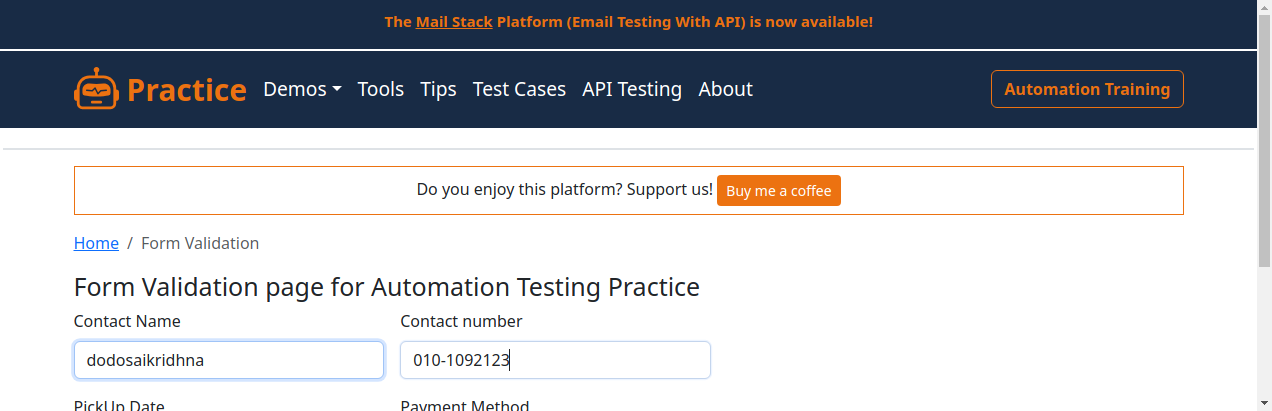 The Mail Stack Platform (Email Testing With API) is now available!
Practice Demos Tools Tips Test Cases API Testing About Automation Training
Do you enjoy this platform? Support us! Buy me a coffee
Home / Form Validation
Form Validation page for Automation Testing Practice
Contact Name Contact number
dodosaikridhna 010-1092123
PickUp Date Payment Method